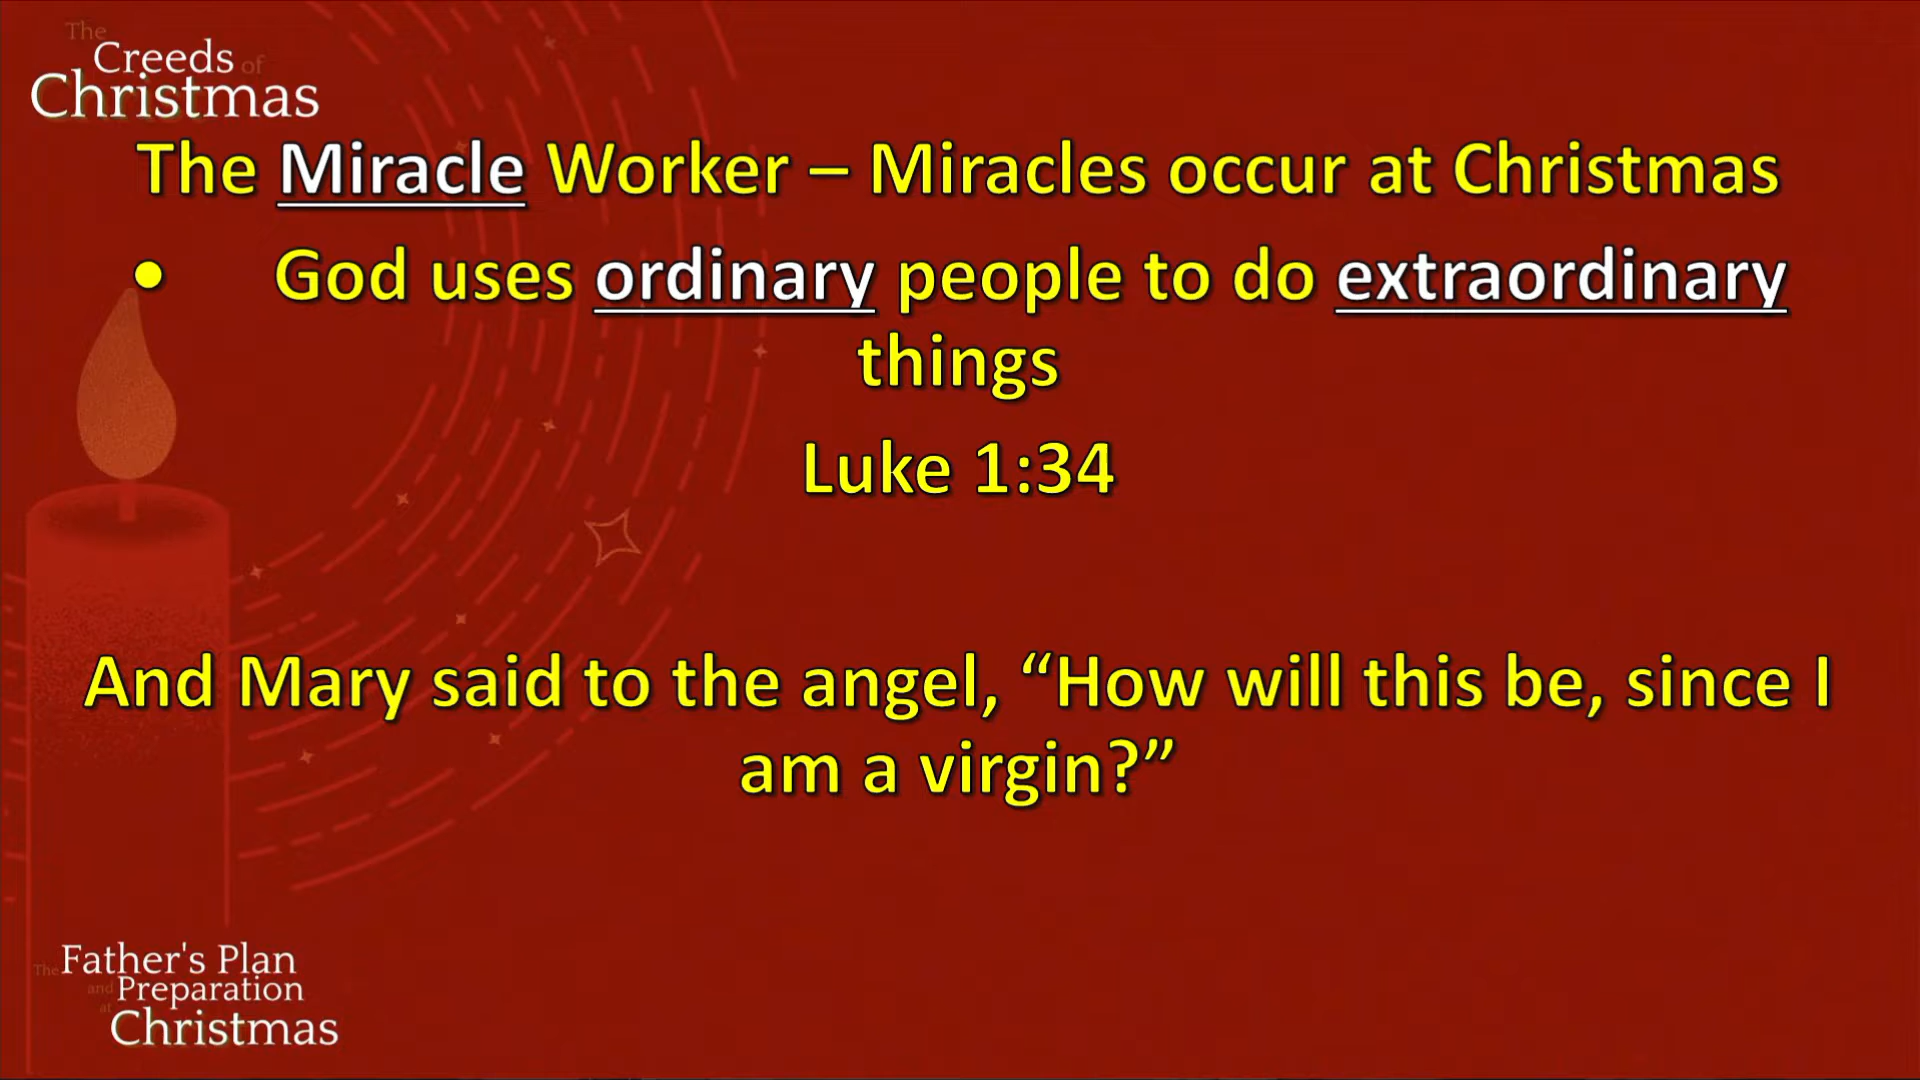 The
Creeds of
Christmas
The Miracle Worker – Miracles occur at Christmas
• God uses ordinary people to do extraordinary
things
Luke 1:34
And Mary said to the angel, “How will this be, since I
am a virgin?”
The Father's Plan
and Preparation
at Christmas